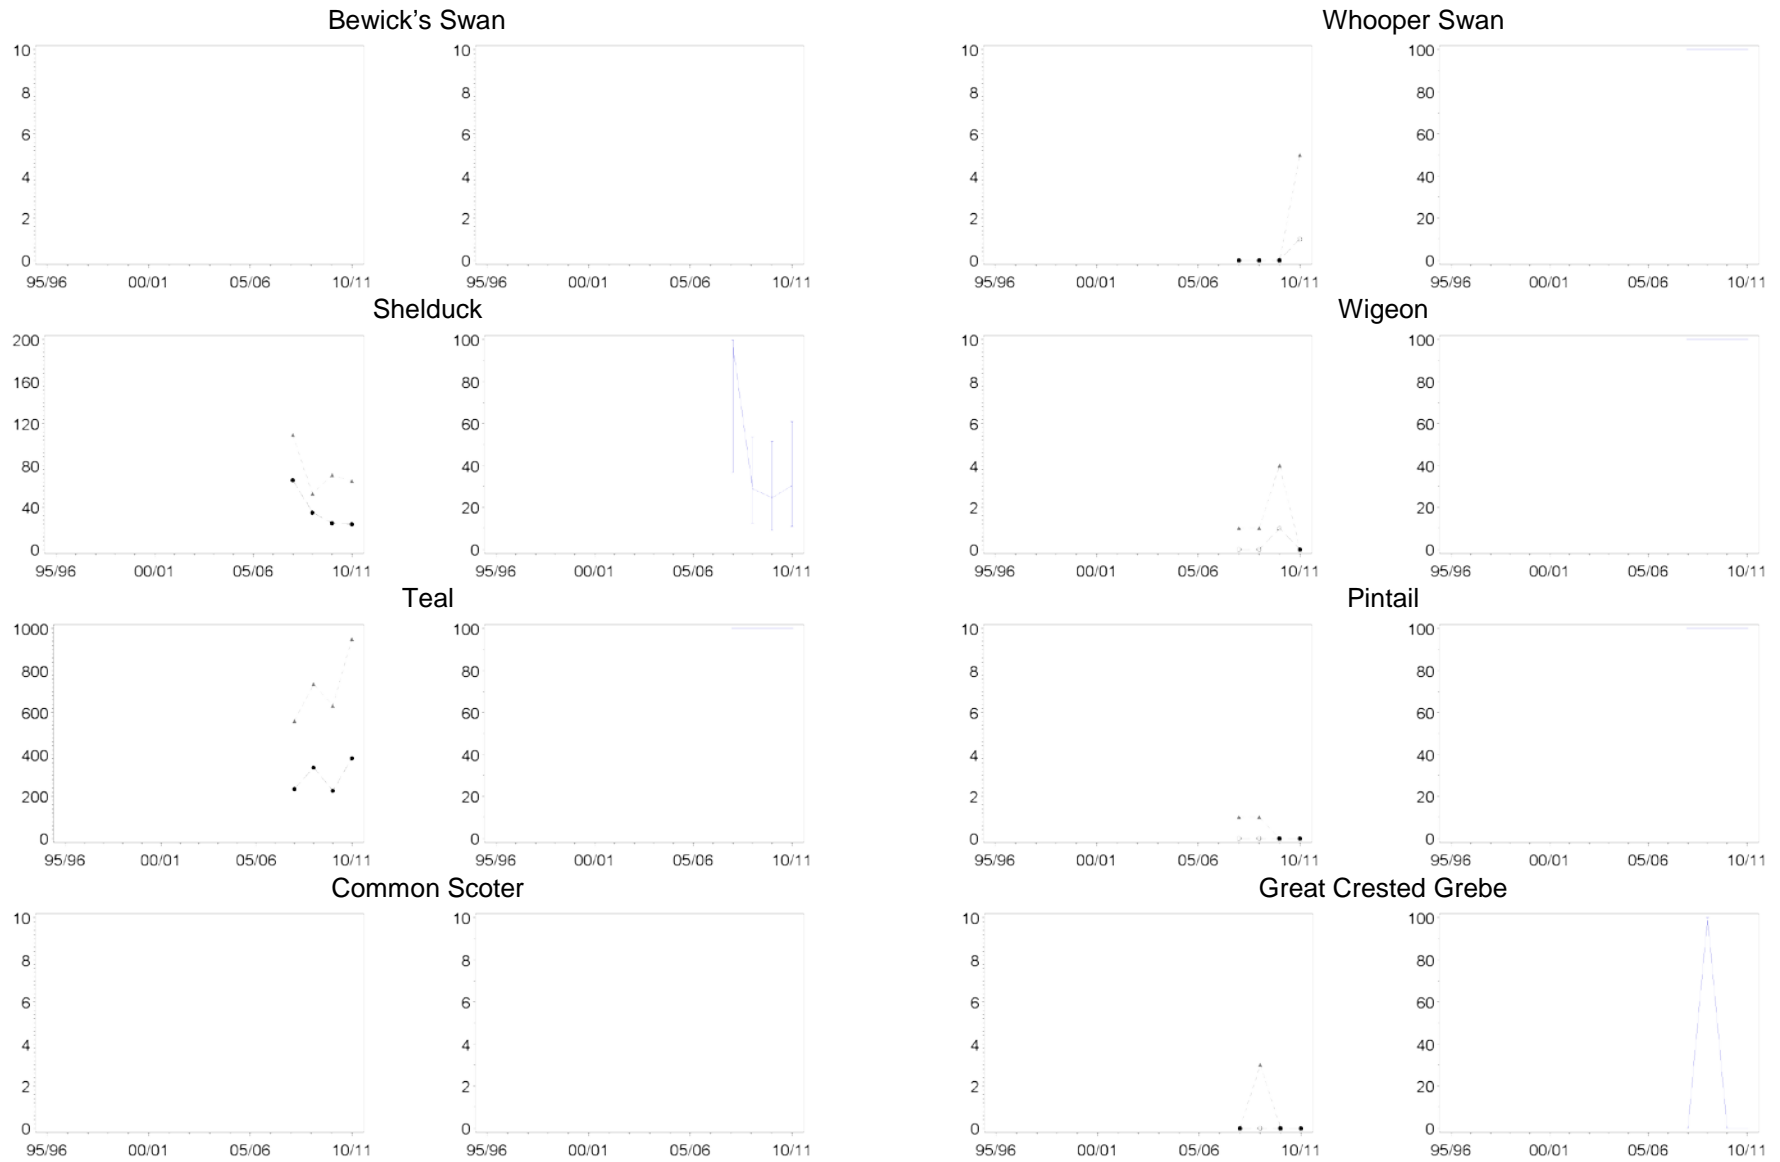 Bewick's Swan
10 8 6 4 2 0
95/96 00/01 05/06 10/11
10 8 6 4 2 0
95/96 00/01 05/06 10/11
Whooper Swan
10 8 6 4 2 0
95/96 00/01 05/06 10/11
100 80 60 40 20 0
95/96 00/01 05/06 10/11
Shelduck
200 160 120 80 40 0
95/96 00/01 05/06 10/11
100 80 60 40 20 0
95/96 00/01 05/06 10/11
Wigeon
10 8 6 4 2 0
95/96 00/01 05/06 10/11
100 80 60 40 20 0
95/96 00/01 05/06 10/11
Teal
1000 800 600 400 200 0
95/96 00/01 05/06 10/11
100 80 60 40 20 0
95/96 00/01 05/06 10/11
Pintail
10 8 6 4 2 0
95/96 00/01 05/06 10/11
100 80 60 40 20 0
95/96 00/01 05/06 10/11
Common Scoter
10 8 6 4 2 0
95/96 00/01 05/06 10/11
10 8 6 4 2 0
95/96 00/01 05/06 10/11
Great Crested Grebe
10 8 6 4 2 0
95/96 00/01 05/06 10/11
100 80 60 40 20 0
95/96 00/01 05/06 10/11